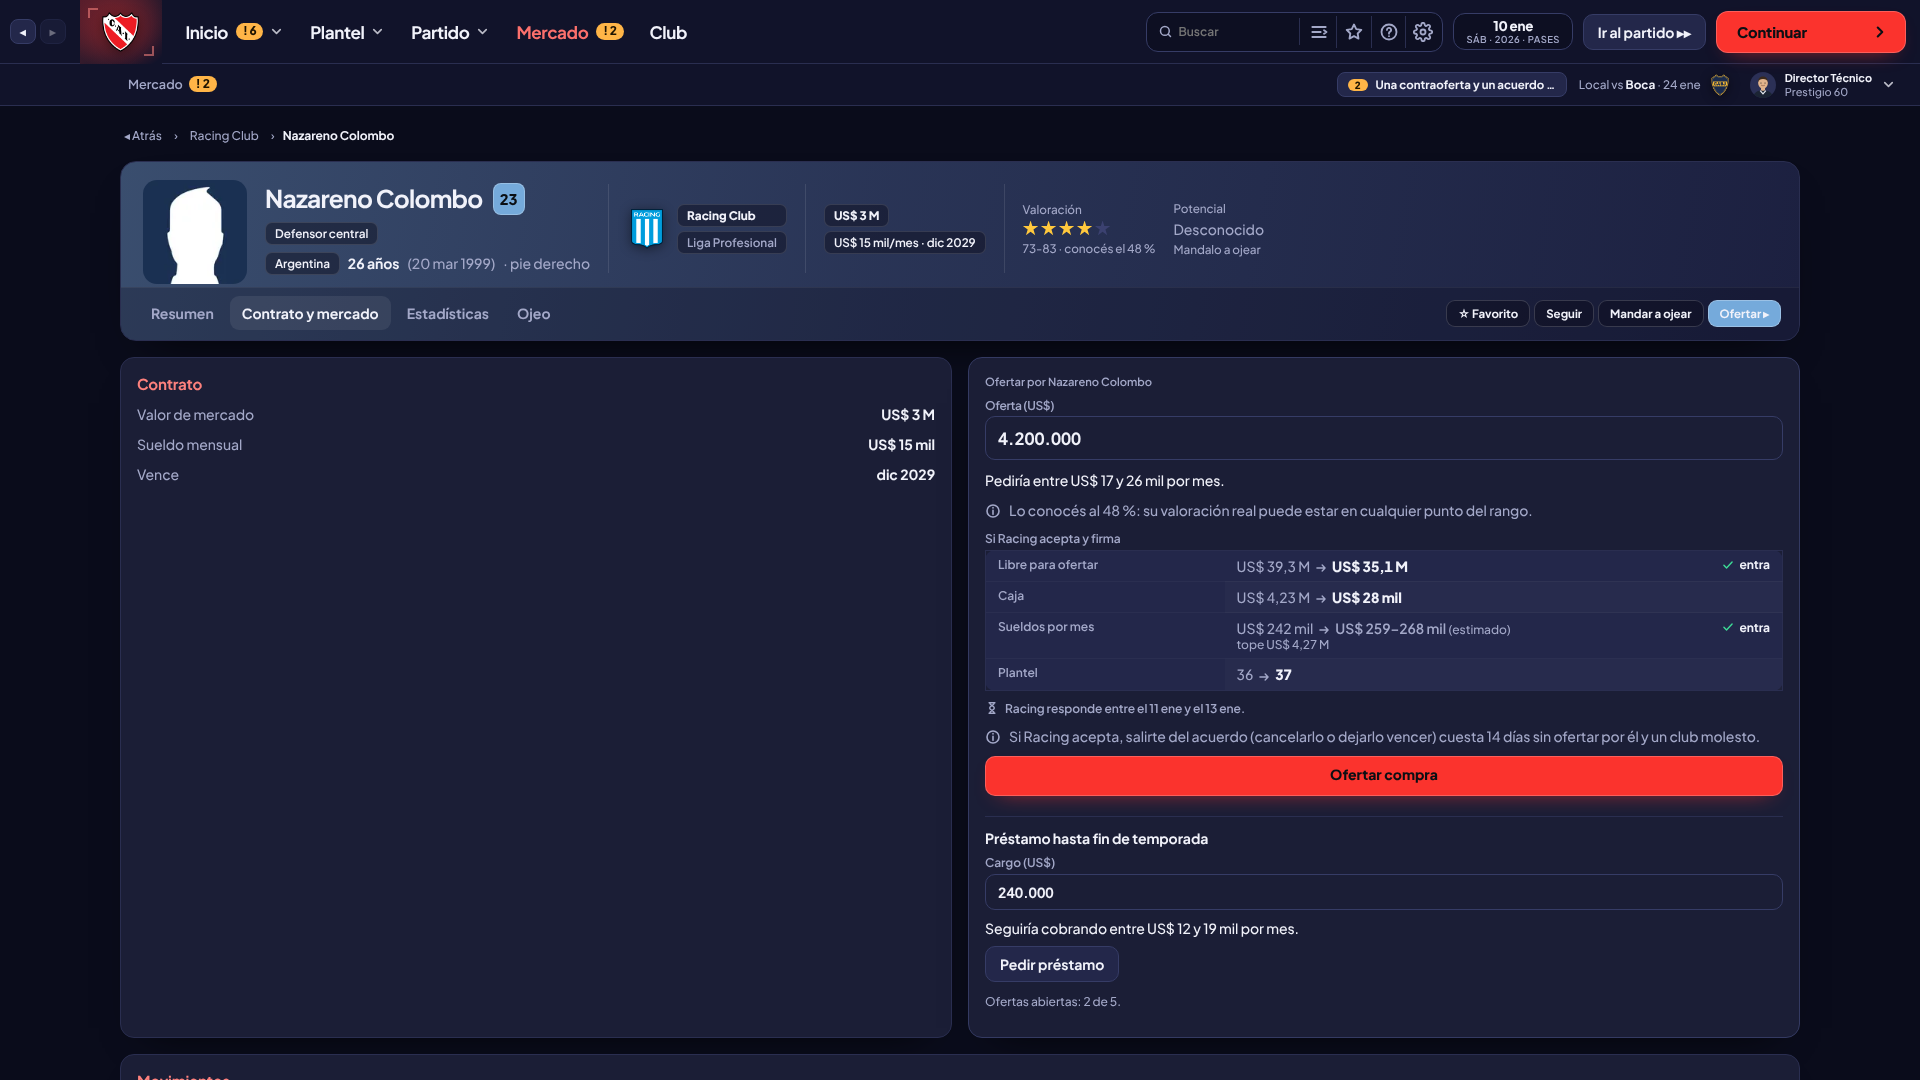 ◂
▸
C.A.I.
Inicio ! 6
Plantel
Partido
Mercado ! 2
Club
Buscar
10 ene
SÁB · 2026 · PASES
Ir al partido ▸▸
Continuar
Mercado ! 2
2 Una contraoferta y un acuerdo ...
Local vs Boca · 24 ene
Director Técnico
Prestigio 60
◂ Atrás › Racing Club › Nazareno Colombo
Nazareno Colombo 23
Defensor central
Argentina 26 años (20 mar 1999) · pie derecho
RACING
Racing Club
Liga Profesional
US$ 3 M
US$ 15 mil/mes · dic 2029
Valoración
73-83 · conocés el 48 %
Potencial
Desconocido
Mandalo a ojear
Resumen
Contrato y mercado
Estadísticas
Ojeo
☆ Favorito
Seguir
Mandar a ojear
Ofertar ▸
Contrato
Valor de mercado US$ 3 M
Sueldo mensual US$ 15 mil
Vence dic 2029
Ofertar por Nazareno Colombo
Oferta (US$)
4.200.000
Pediría entre US$ 17 y 26 mil por mes.
Lo conocés al 48 %: su valoración real puede estar en cualquier punto del rango.
Si Racing acepta y firma
Libre para ofertar US$ 39,3 M → US$ 35,1 M ✓ entra
Caja US$ 4,23 M → US$ 28 mil
Sueldos por mes US$ 242 mil → US$ 259–268 mil (estimado) ✓ entra
tope US$ 4,27 M
Plantel 36 → 37
Racing responde entre el 11 ene y el 13 ene.
Si Racing acepta, salirte del acuerdo (cancelarlo o dejarlo vencer) cuesta 14 días sin ofertar por él y un club molesto.
Ofertar compra
Préstamo hasta fin de temporada
Cargo (US$)
240.000
Seguiría cobrando entre US$ 12 y 19 mil por mes.
Pedir préstamo
Ofertas abiertas: 2 de 5.
Movimientos